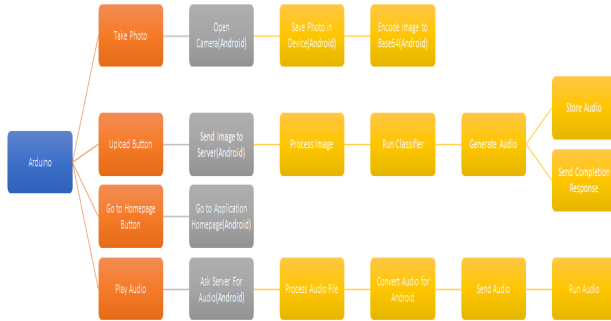 Take Photo
Open
Camera(Android)
Save Photo in
Device(Android)
Encode Image to
Base54(Android)
Arduino
Upload Button
Send Image to
Server(Android)
Process Image
Run Classifier
Generate Audio
Store Audio
Send Completion
Response
Go to Homepage
Button
Go to Application
Homepage(Android)
Play Audio
Ask Server For
Audio(Android)
Process Audio File
Convert Audio for
Android
Send Audio
Run Audio